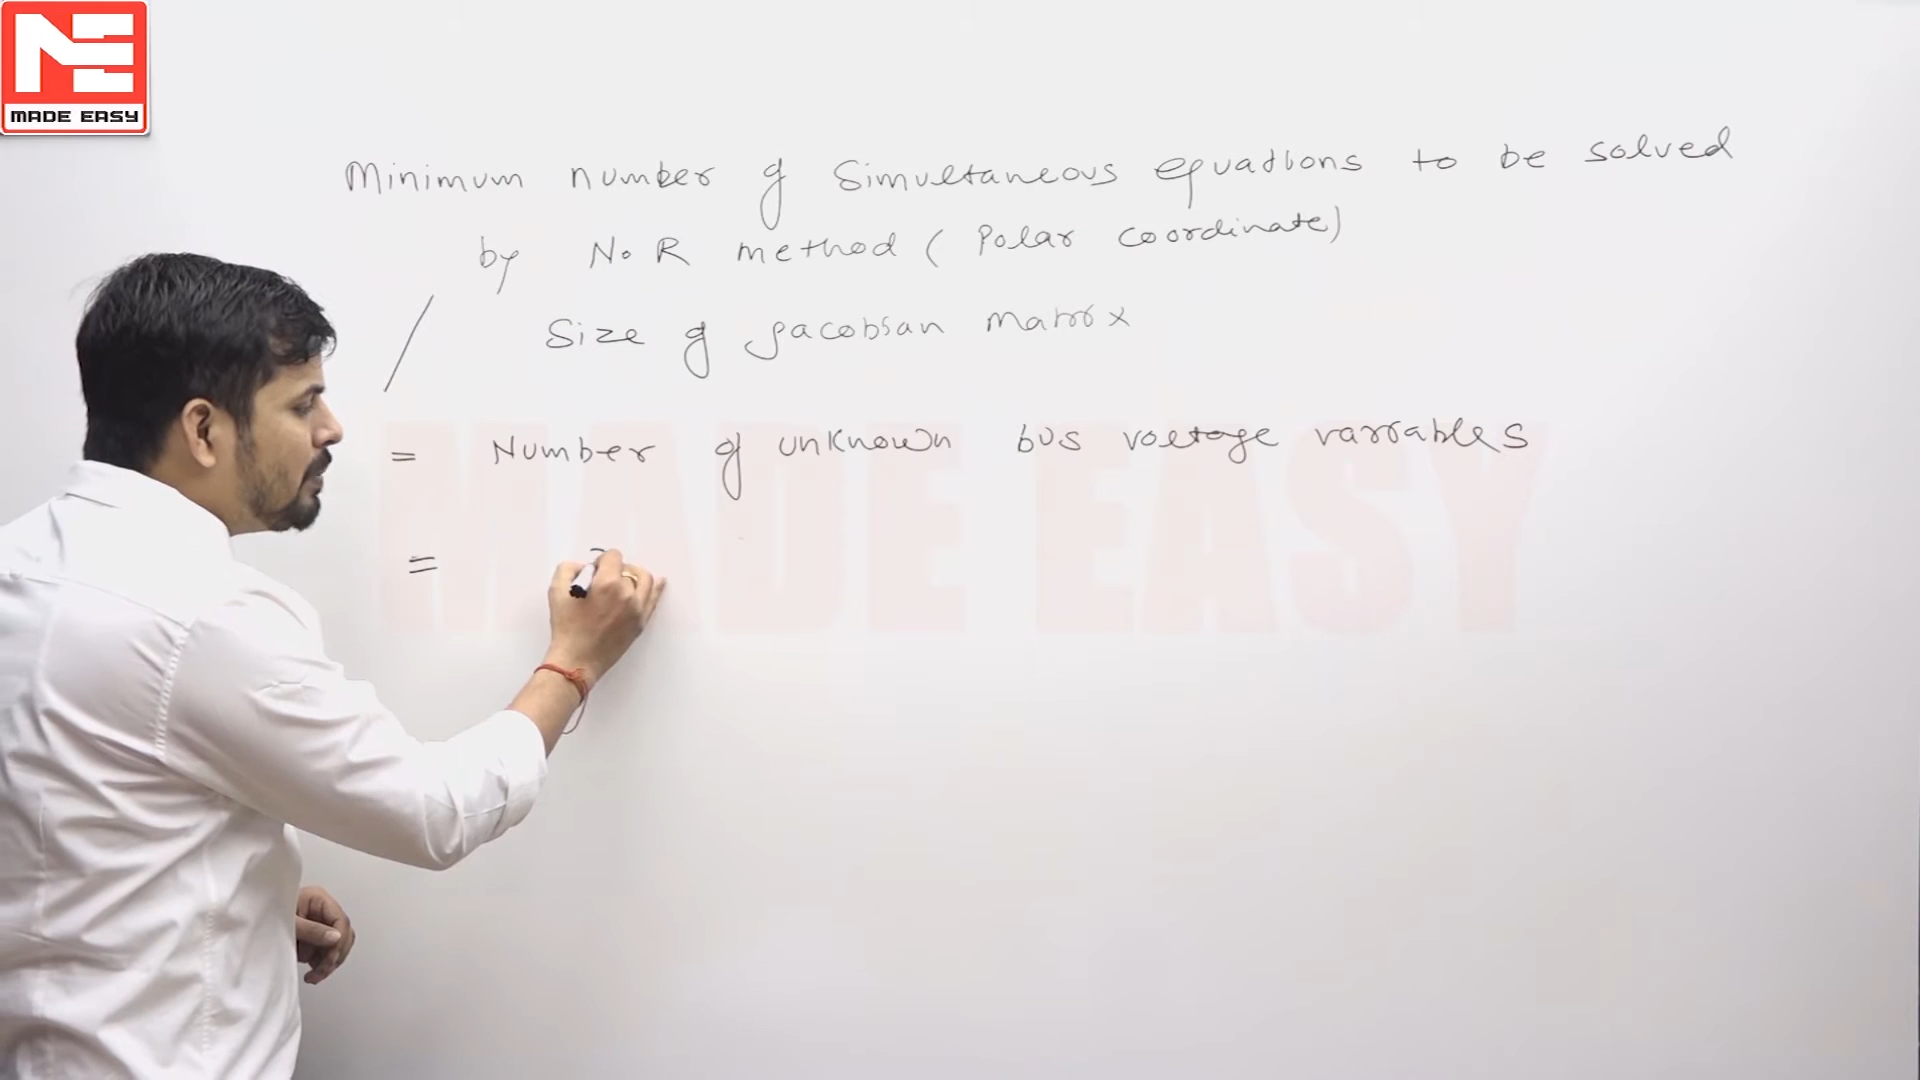 MADE EASY
Minimum number of Simultaneous equations to be solved
by N.R method (Polar coordinate)
/ Size of Jacobian matrix
= Number of unknown bus voltage variables
=
MADE EASY